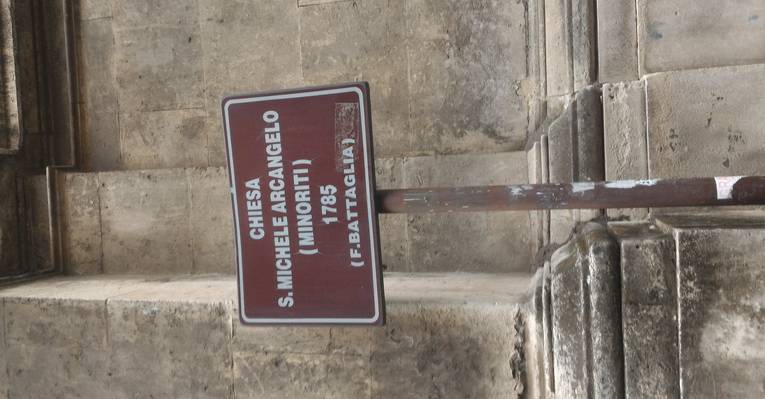 CHIESA
S. MICHELE ARCANGELO
(MINORITI)
1785
(F.BATTAGLIA)